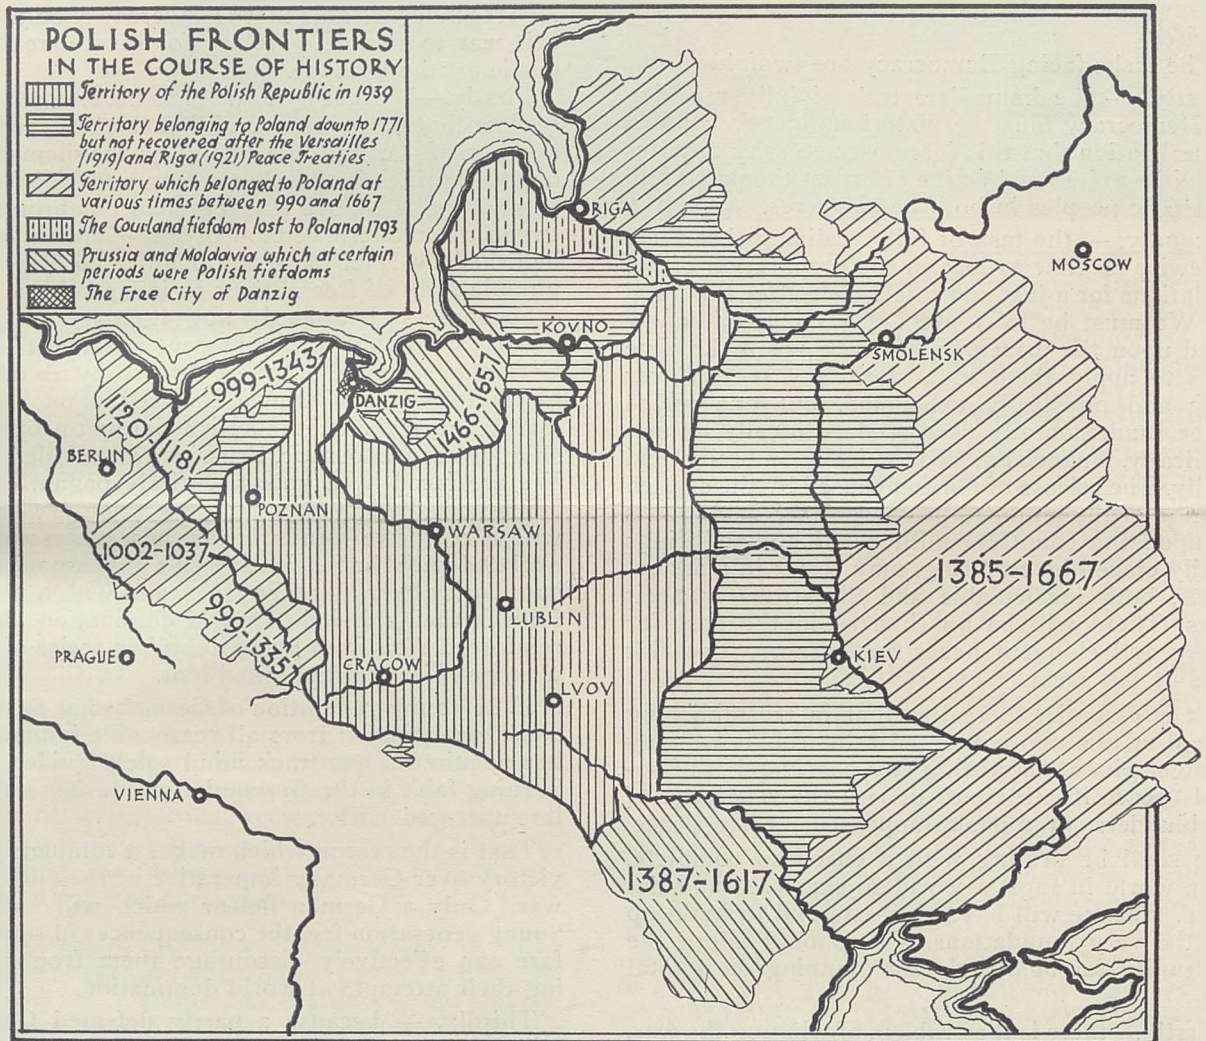 POLISH FRONTIERS
IN THE COURSE OF HISTORY
Territory of the Polish Republic in 1939
Territory belonging to Poland down to 1771
but not recovered after the Versailles
(1919) and Riga (1921) Peace Treaties.
Territory which belonged to Poland at
various times between 990 and 1667
The Courland fiefdom lost to Poland 1793
Prussia and Moldavia which at certain
periods were Polish fiefdoms
The Free City of Danzig
RIGA
MOSCOW
KOVNO
SMOLENSK
999-1343
DANZIG
1466-1657
1120-1181
BERLIN
POZNAN
WARSAW
1002-1037
1385-1667
999-1335
LUBLIN
PRAGUE
CRACOW
KIEV
LVOV
VIENNA
1387-1617